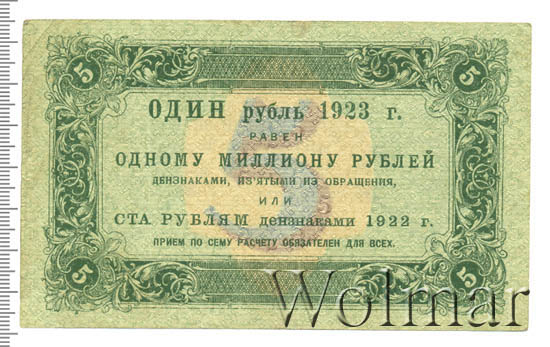 5 5
ОДИН рубль 1923 г.
РАВЕН
ОДНОМУ МИЛЛИОНУ РУБЛЕЙ
ДЕНЗНАКАМИ, ИЗ'ЯТЫМИ ИЗ ОБРАЩЕНИЯ,
ИЛИ
СТА РУБЛЯМ дензнаками 1922 г.
ПРИЕМ ПО СЕМУ РАСЧЕТУ ОБЯЗАТЕЛЕН ДЛЯ ВСЕХ.
5 5
5
Wolmar